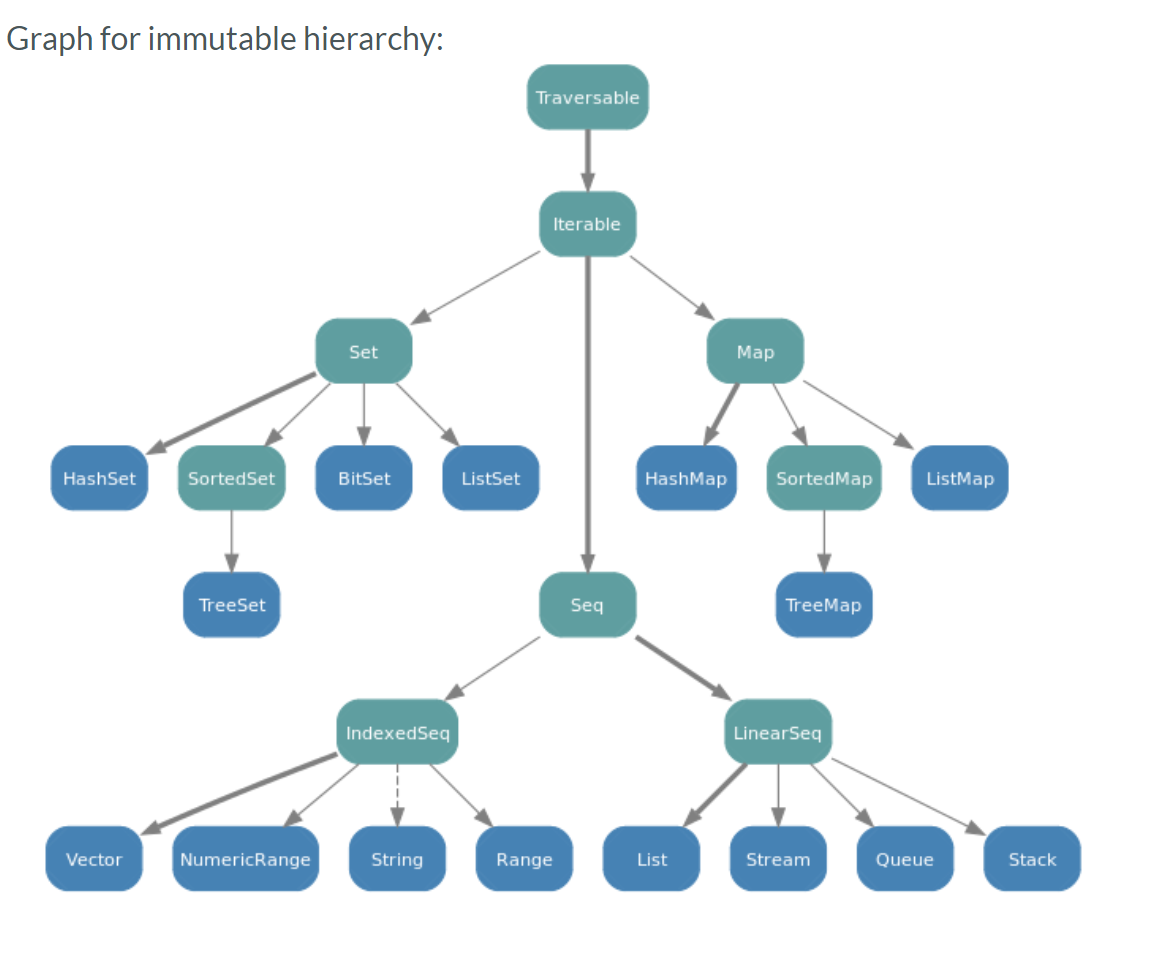 Graph for immutable hierarchy:
Traversable
Iterable
Set
Map
HashSet
SortedSet
BitSet
ListSet
HashMap
SortedMap
ListMap
TreeSet
Seq
TreeMap
IndexedSeq
LinearSeq
Vector
NumericRange
String
Range
List
Stream
Queue
Stack